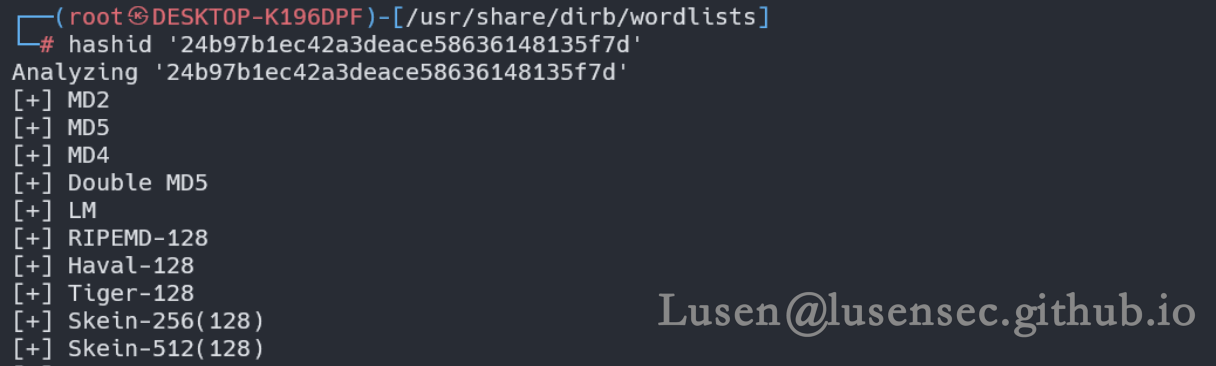 ┌──(root㉿DESKTOP-K196DPF)-[/usr/share/dirb/wordlists]
└─# hashid '24b97b1ec42a3deace58636148135f7d'
Analyzing '24b97b1ec42a3deace58636148135f7d'
[+] MD2
[+] MD5
[+] MD4
[+] Double MD5
[+] LM
[+] RIPEMD-128
[+] Haval-128
[+] Tiger-128
[+] Skein-256(128)
[+] Skein-512(128)
Lusen@lusensec.github.io